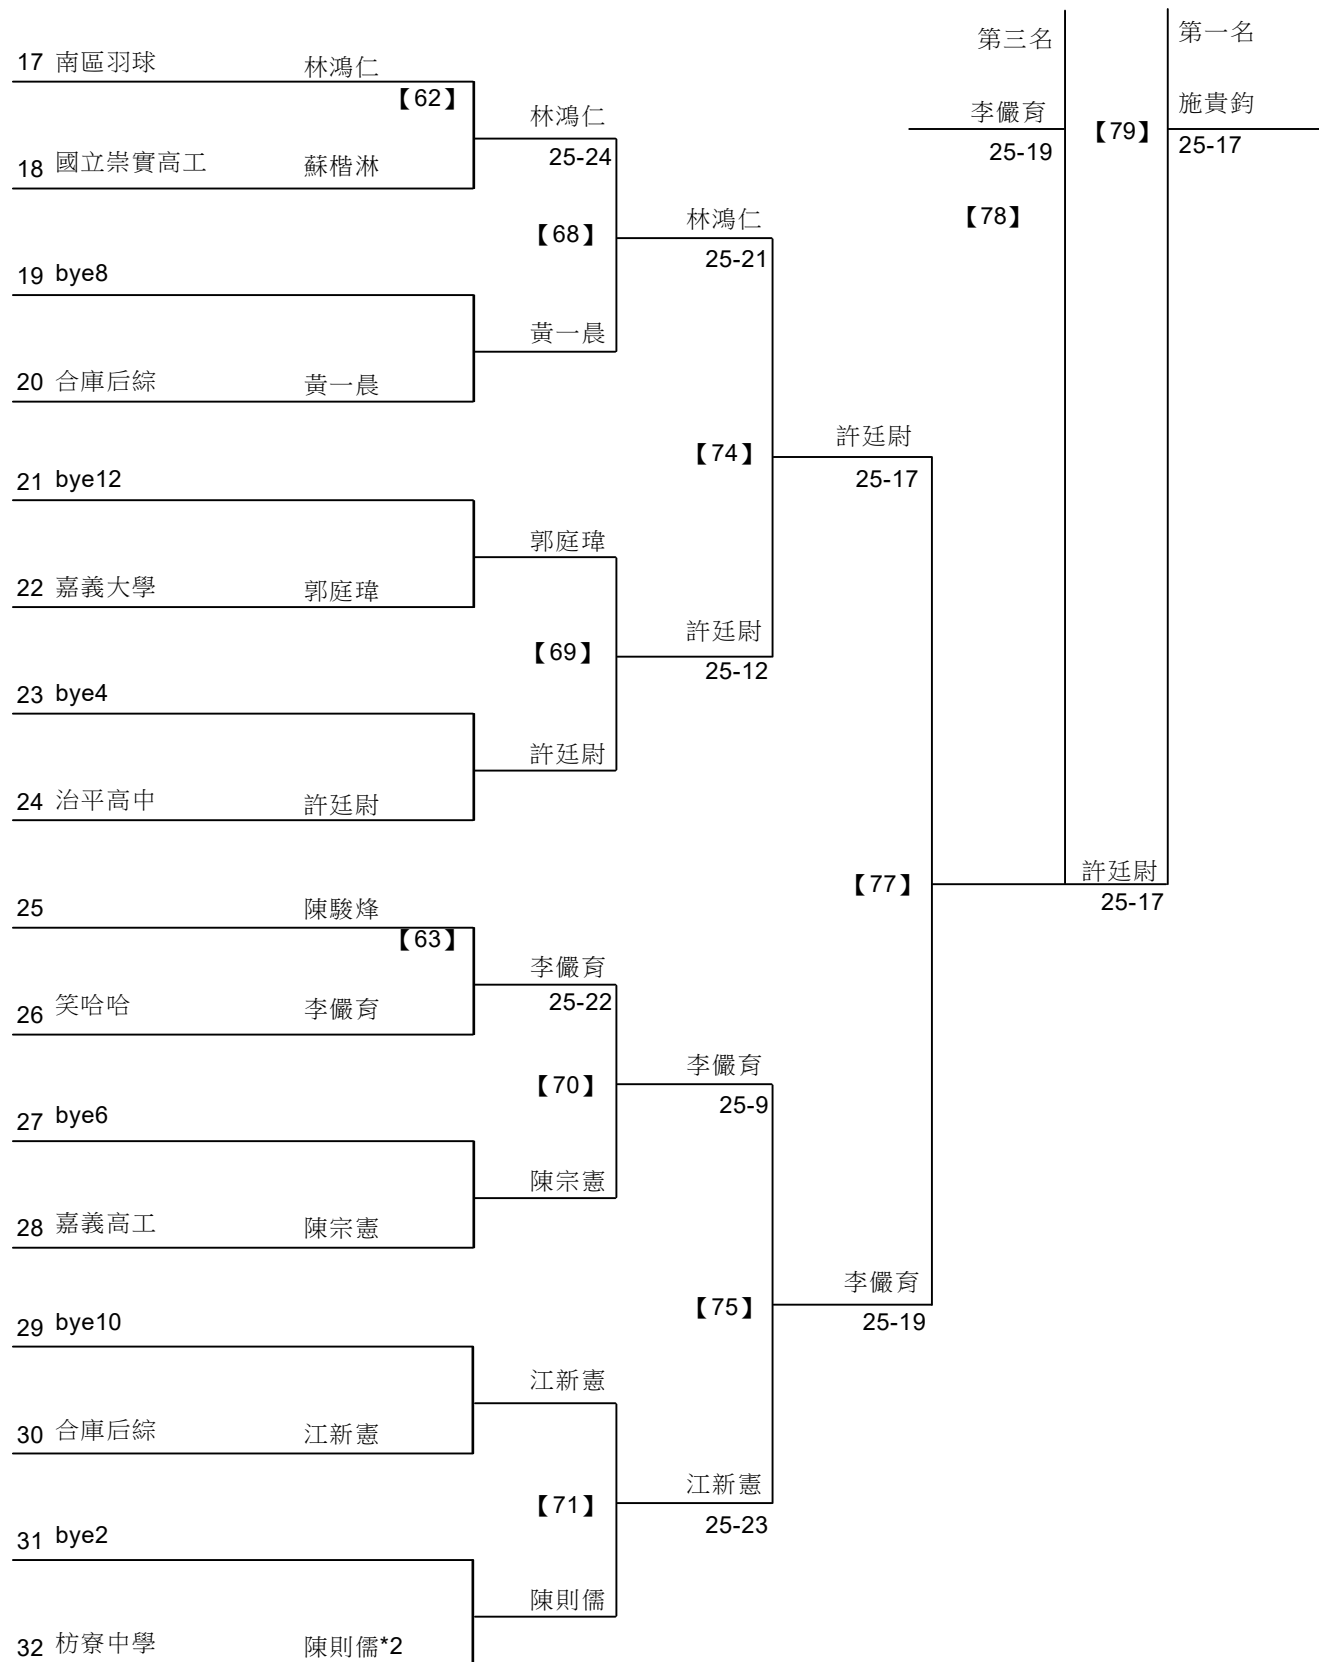 第三名
第一名
17 南區羽球 林鴻仁
【62】
李儼育
施貴鈞
林鴻仁
【79】
25-19
25-17
25-24
18 國立崇實高工 蘇楷淋
林鴻仁
【78】
【68】
25-21
19 bye8
黃一晨
20 合庫后綜 黃一晨
許廷尉
【74】
25-17
21 bye12
郭庭瑋
22 嘉義大學 郭庭瑋
許廷尉
【69】
25-12
23 bye4
許廷尉
24 治平高中 許廷尉
許廷尉
【77】
25-17
25 陳駿烽
【63】
李儼育
25-22
26 笑哈哈 李儼育
李儼育
【70】
25-9
27 bye6
陳宗憲
28 嘉義高工 陳宗憲
李儼育
【75】
25-19
29 bye10
江新憲
30 合庫后綜 江新憲
江新憲
【71】
25-23
31 bye2
陳則儒
32 枋寮中學 陳則儒*2